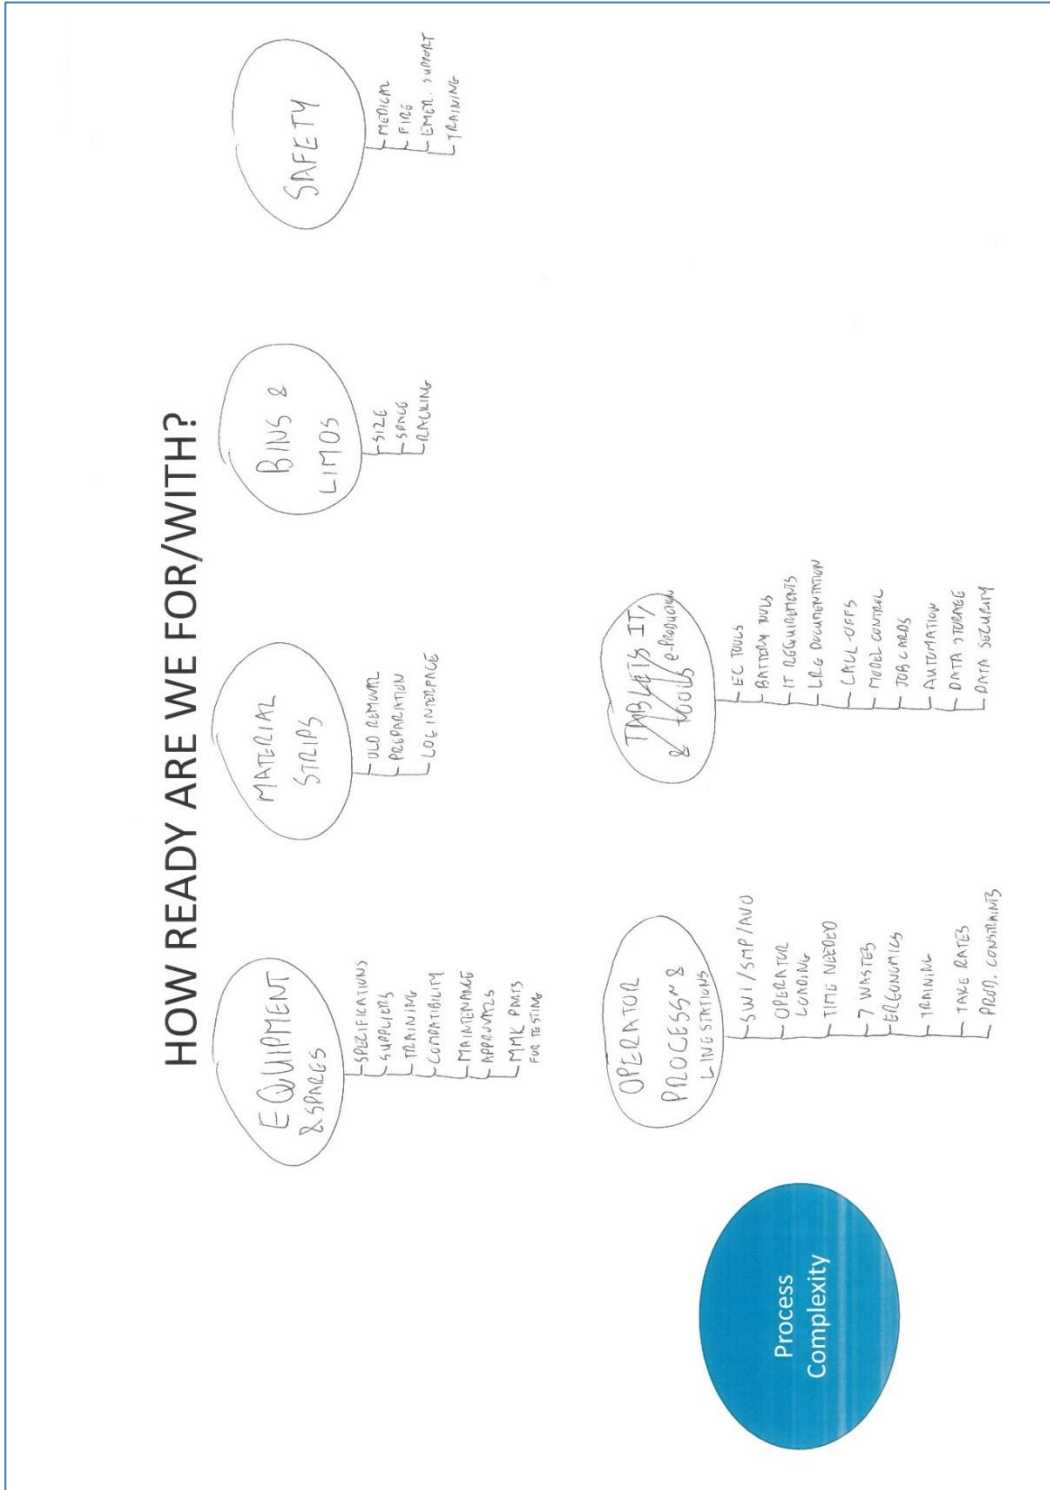 HOW READY ARE WE FOR/WITH?
EQUIPMENT
& SPARES
SPECIFICATIONS
SUPPLIERS
TRAINING
COMPATIBILITY
MAINTENANCE
APPROVALS
MMK PARTS
FOR TESTING
MATERIAL
STRIPS
OLD REMOVAL
PREPARATION
LOG INTERFACE
BINS &
LIMOS
SIZE
SPACE
RACKING
SAFETY
MEDICAL
FIRE
EMER. SUPPORT
TRAINING
Process
Complexity
OPERATOR
PROCESS &
LINE STATIONS
SWI / SMP / AVO
OPERATOR
LOADING
TIME NEEDED
7 WASTES
ERGONOMICS
TRAINING
TAKE RATES
PROD. CONSTRAINTS
TABLETS IT/
& TOOLS / e-PRODUCTION
EC TOOLS
BATTERY TOOLS
IT REQUIREMENTS
DOCUMENTATION
CALL-OFFS
MODEL CONTROL
JOB CARDS
AUTOMATION
DATA STORAGE
DATA SECURITY